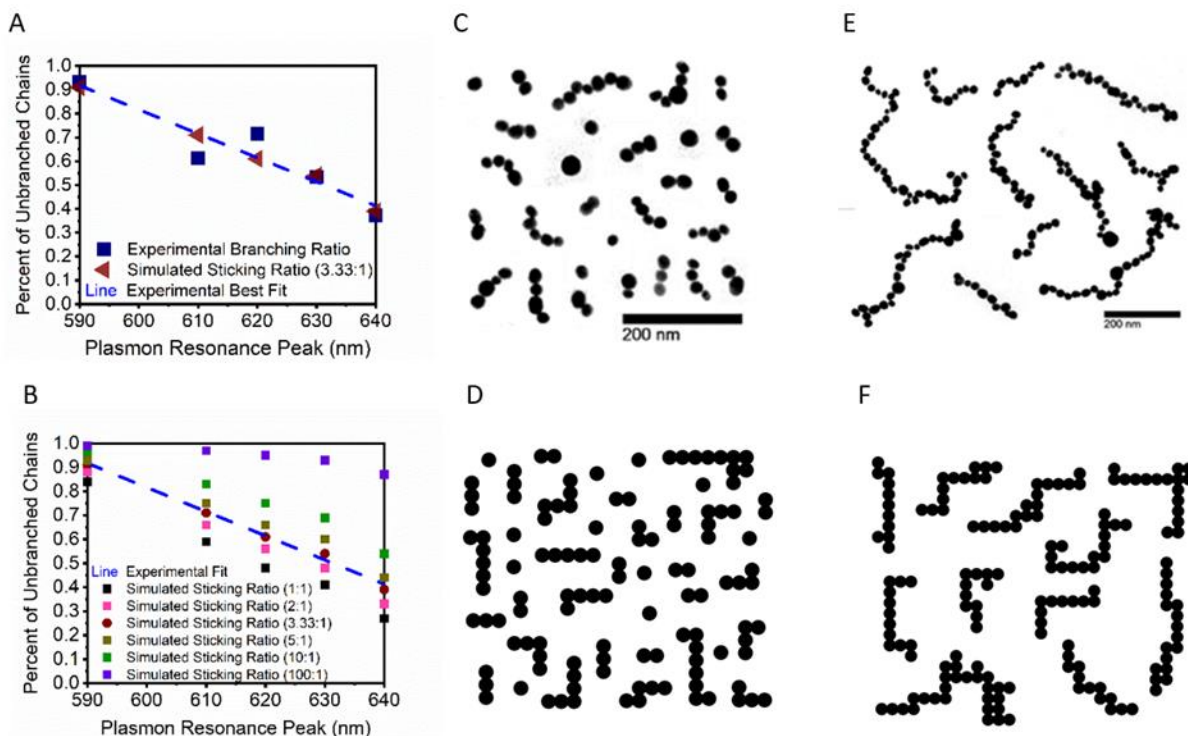 A
C
E
Percent of Unbranched Chains
1.0
0.9
0.8
0.7
0.6
0.5
0.4
0.3
0.2
0.1
0.0
Experimental Branching Ratio
Simulated Sticking Ratio (3.33:1)
Line Experimental Best Fit
590 600 610 620 630 640
Plasmon Resonance Peak (nm)
200 nm
200 nm
B
D
F
Percent of Unbranched Chains
1.0
0.9
0.8
0.7
0.6
0.5
0.4
0.3
0.2
0.1
0.0
Line Experimental Fit
Simulated Sticking Ratio (1:1)
Simulated Sticking Ratio (2:1)
Simulated Sticking Ratio (3.33:1)
Simulated Sticking Ratio (5:1)
Simulated Sticking Ratio (10:1)
Simulated Sticking Ratio (100:1)
590 600 610 620 630 640
Plasmon Resonance Peak (nm)